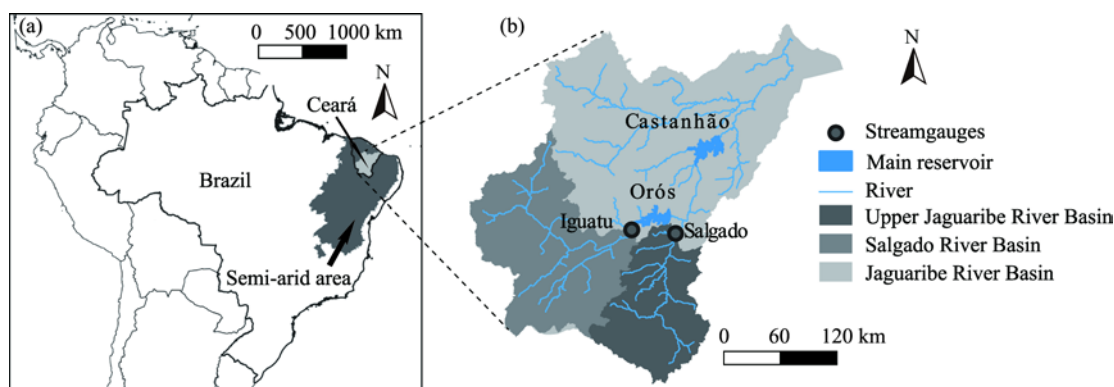 (a)
0 500 1000 km
N
Ceará
Brazil
Semi-arid area
(b)
N
Castanhão
Orós
Iguatu
Salgado
0 60 120 km
Streamgauges
Main reservoir
River
Upper Jaguaribe River Basin
Salgado River Basin
Jaguaribe River Basin